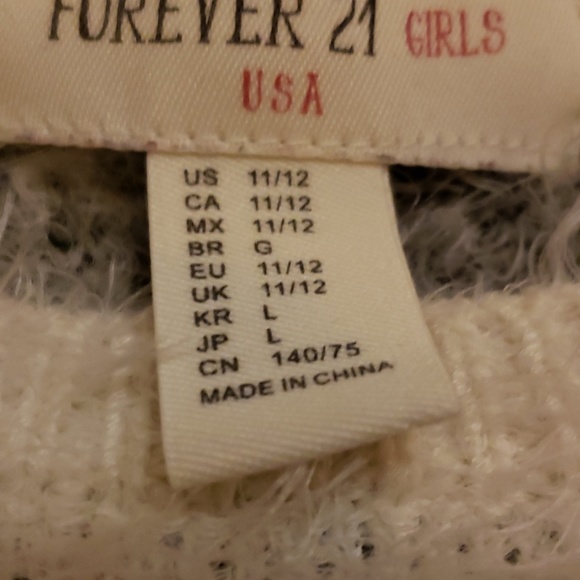 FOREVER 21 GIRLS
USA
US 11/12
CA 11/12
MX 11/12
BR G
EU 11/12
UK 11/12
KR L
JP L
CN 140/75
MADE IN CHINA